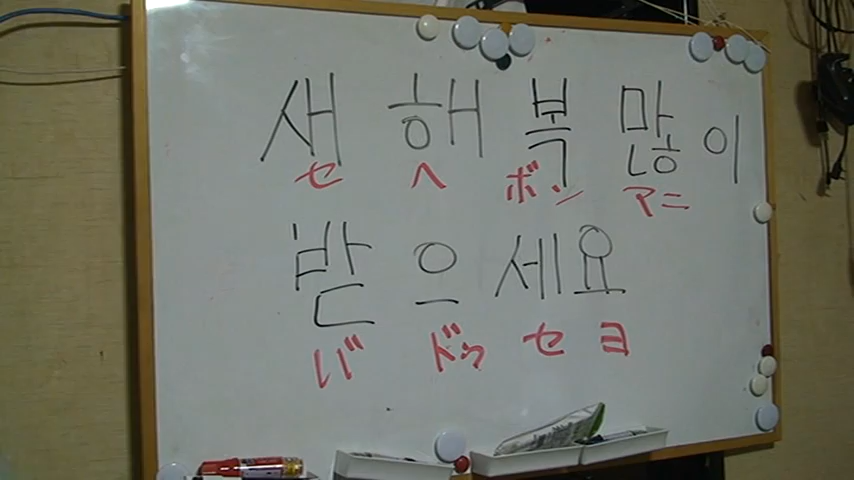 새 해 복 많이
セ ヘ ボッ マニ
받으세요
バ ドゥ セ ヨ